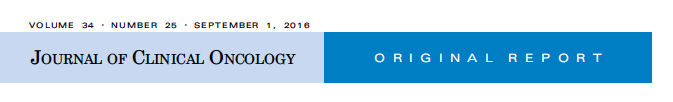 VOLUME 34 · NUMBER 25 · SEPTEMBER 1, 2016
JOURNAL OF CLINICAL ONCOLOGY ORIGINAL REPORT